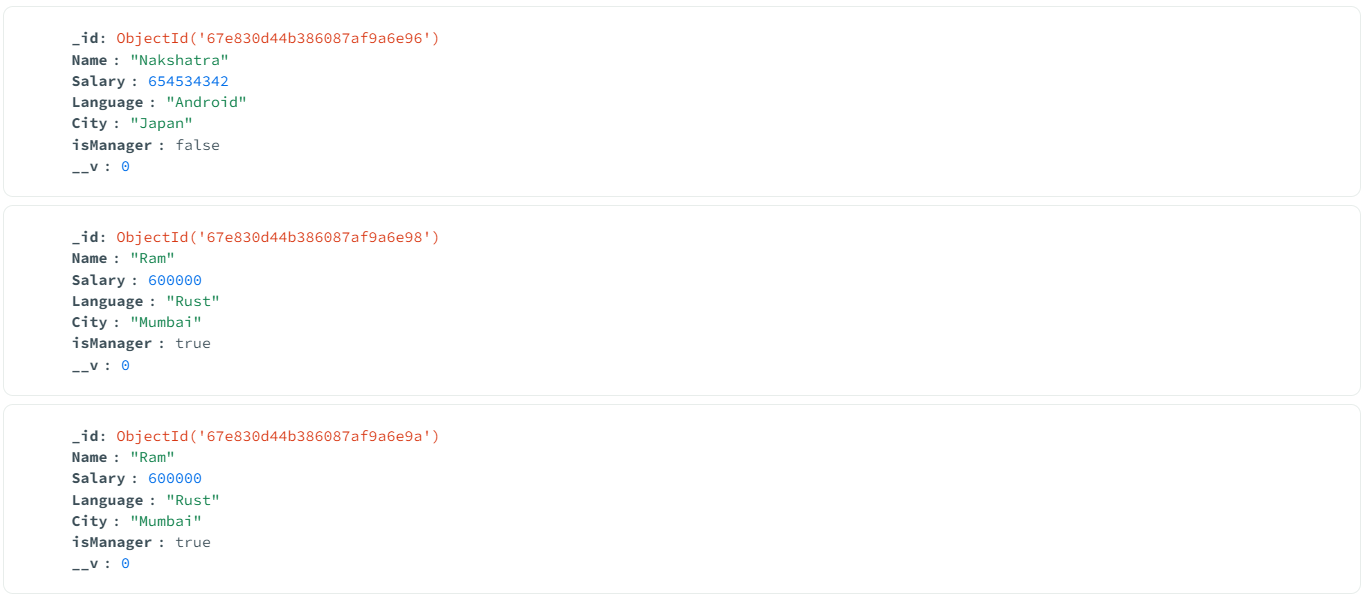 _id: ObjectId('67e830d44b386087af9a6e96')
Name : "Nakshatra"
Salary : 654534342
Language : "Android"
City : "Japan"
isManager : false
__v : 0
_id: ObjectId('67e830d44b386087af9a6e98')
Name : "Ram"
Salary : 600000
Language : "Rust"
City : "Mumbai"
isManager : true
__v : 0
_id: ObjectId('67e830d44b386087af9a6e9a')
Name : "Ram"
Salary : 600000
Language : "Rust"
City : "Mumbai"
isManager : true
__v : 0